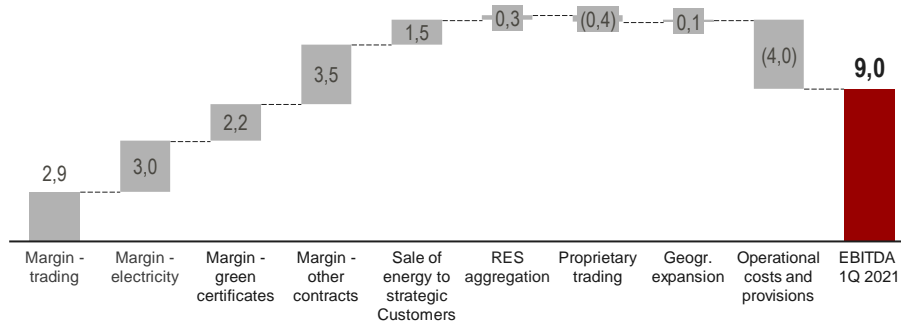 2,9
3,0
2,2
3,5
1,5
0,3
(0,4)
0,1
(4,0)
9,0
Margin -
trading
Margin -
electricity
Margin -
green
certificates
Margin -
other
contracts
Sale of
energy to
strategic
Customers
RES
aggregation
Proprietary
trading
Geogr.
expansion
Operational
costs and
provisions
EBITDA
1Q 2021